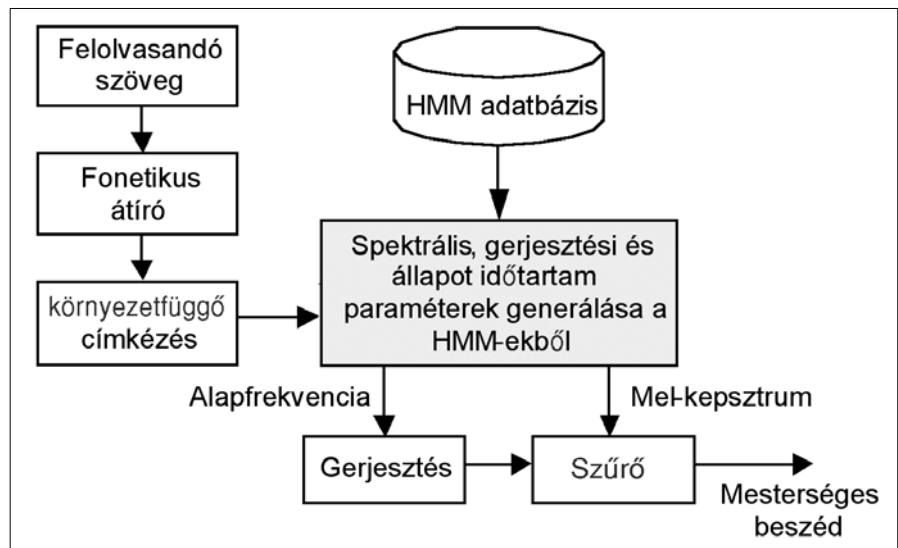 Felolvasandó
szöveg
HMM adatbázis
Fonetikus
átíró
Spektrális, gerjesztési és
állapot időtartam
paraméterek generálása a
HMM-ekből
környezetfüggő
címkézés
Alapfrekvencia
Mel-kepsztrum
Gerjesztés
Szűrő
Mesterséges
beszéd